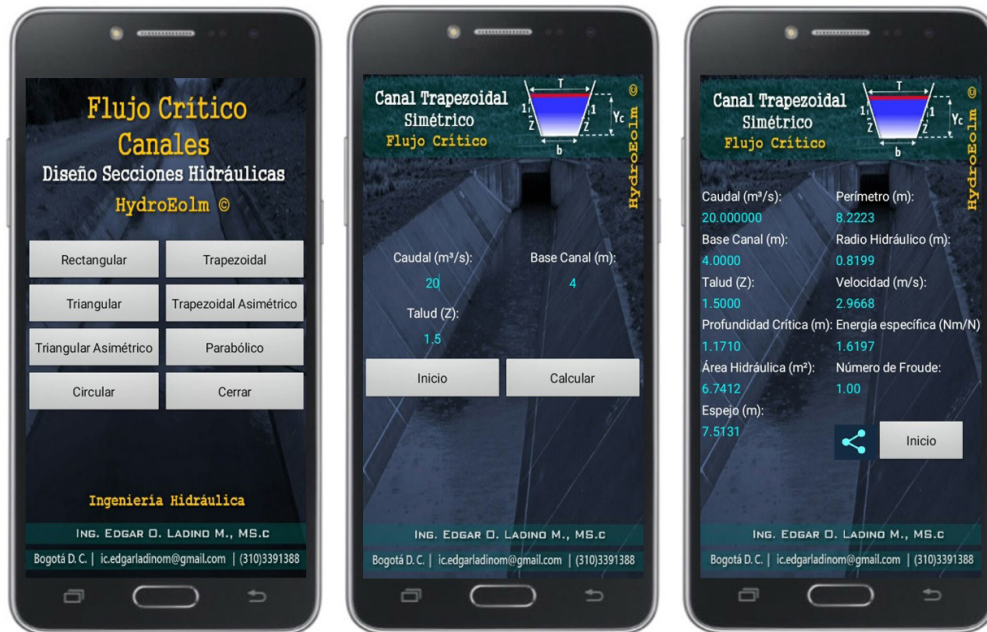 Flujo Crítico
Canales
Diseño Secciones Hidráulicas
HydroEolm ©
Rectangular
Trapezoidal
Triangular
Trapezoidal Asimétrico
Triangular Asimétrico
Parabólico
Circular
Cerrar
Ingeniería Hidráulica
ING. EDGAR O. LADINO M., MS.C
Bogotá D. C. | ic.edgarladinom@gmail.com | (310)3391388
Canal Trapezoidal
Simétrico
Flujo Crítico
T
1
1
Yc
Z
Z
b
HydroEolm ©
Caudal (m³/s):
Base Canal (m):
20
4
Talud (Z):
1.5
Inicio
Calcular
ING. EDGAR O. LADINO M., MS.C
Bogotá D. C. | ic.edgarladinom@gmail.com | (310)3391388
Canal Trapezoidal
Simétrico
Flujo Crítico
T
1
1
Yc
Z
Z
b
HydroEolm ©
Caudal (m³/s):
Perímetro (m):
20.000000
8.2223
Base Canal (m):
Radio Hidráulico (m):
4.0000
0.8199
Talud (Z):
Velocidad (m/s):
1.5000
2.9668
Profundidad Crítica (m):
Energía específica (Nm/N)
1.1710
1.6197
Área Hidráulica (m²):
Número de Froude:
6.7412
1.00
Espejo (m):
7.5131
Inicio
ING. EDGAR O. LADINO M., MS.C
Bogotá D. C. | ic.edgarladinom@gmail.com | (310)3391388